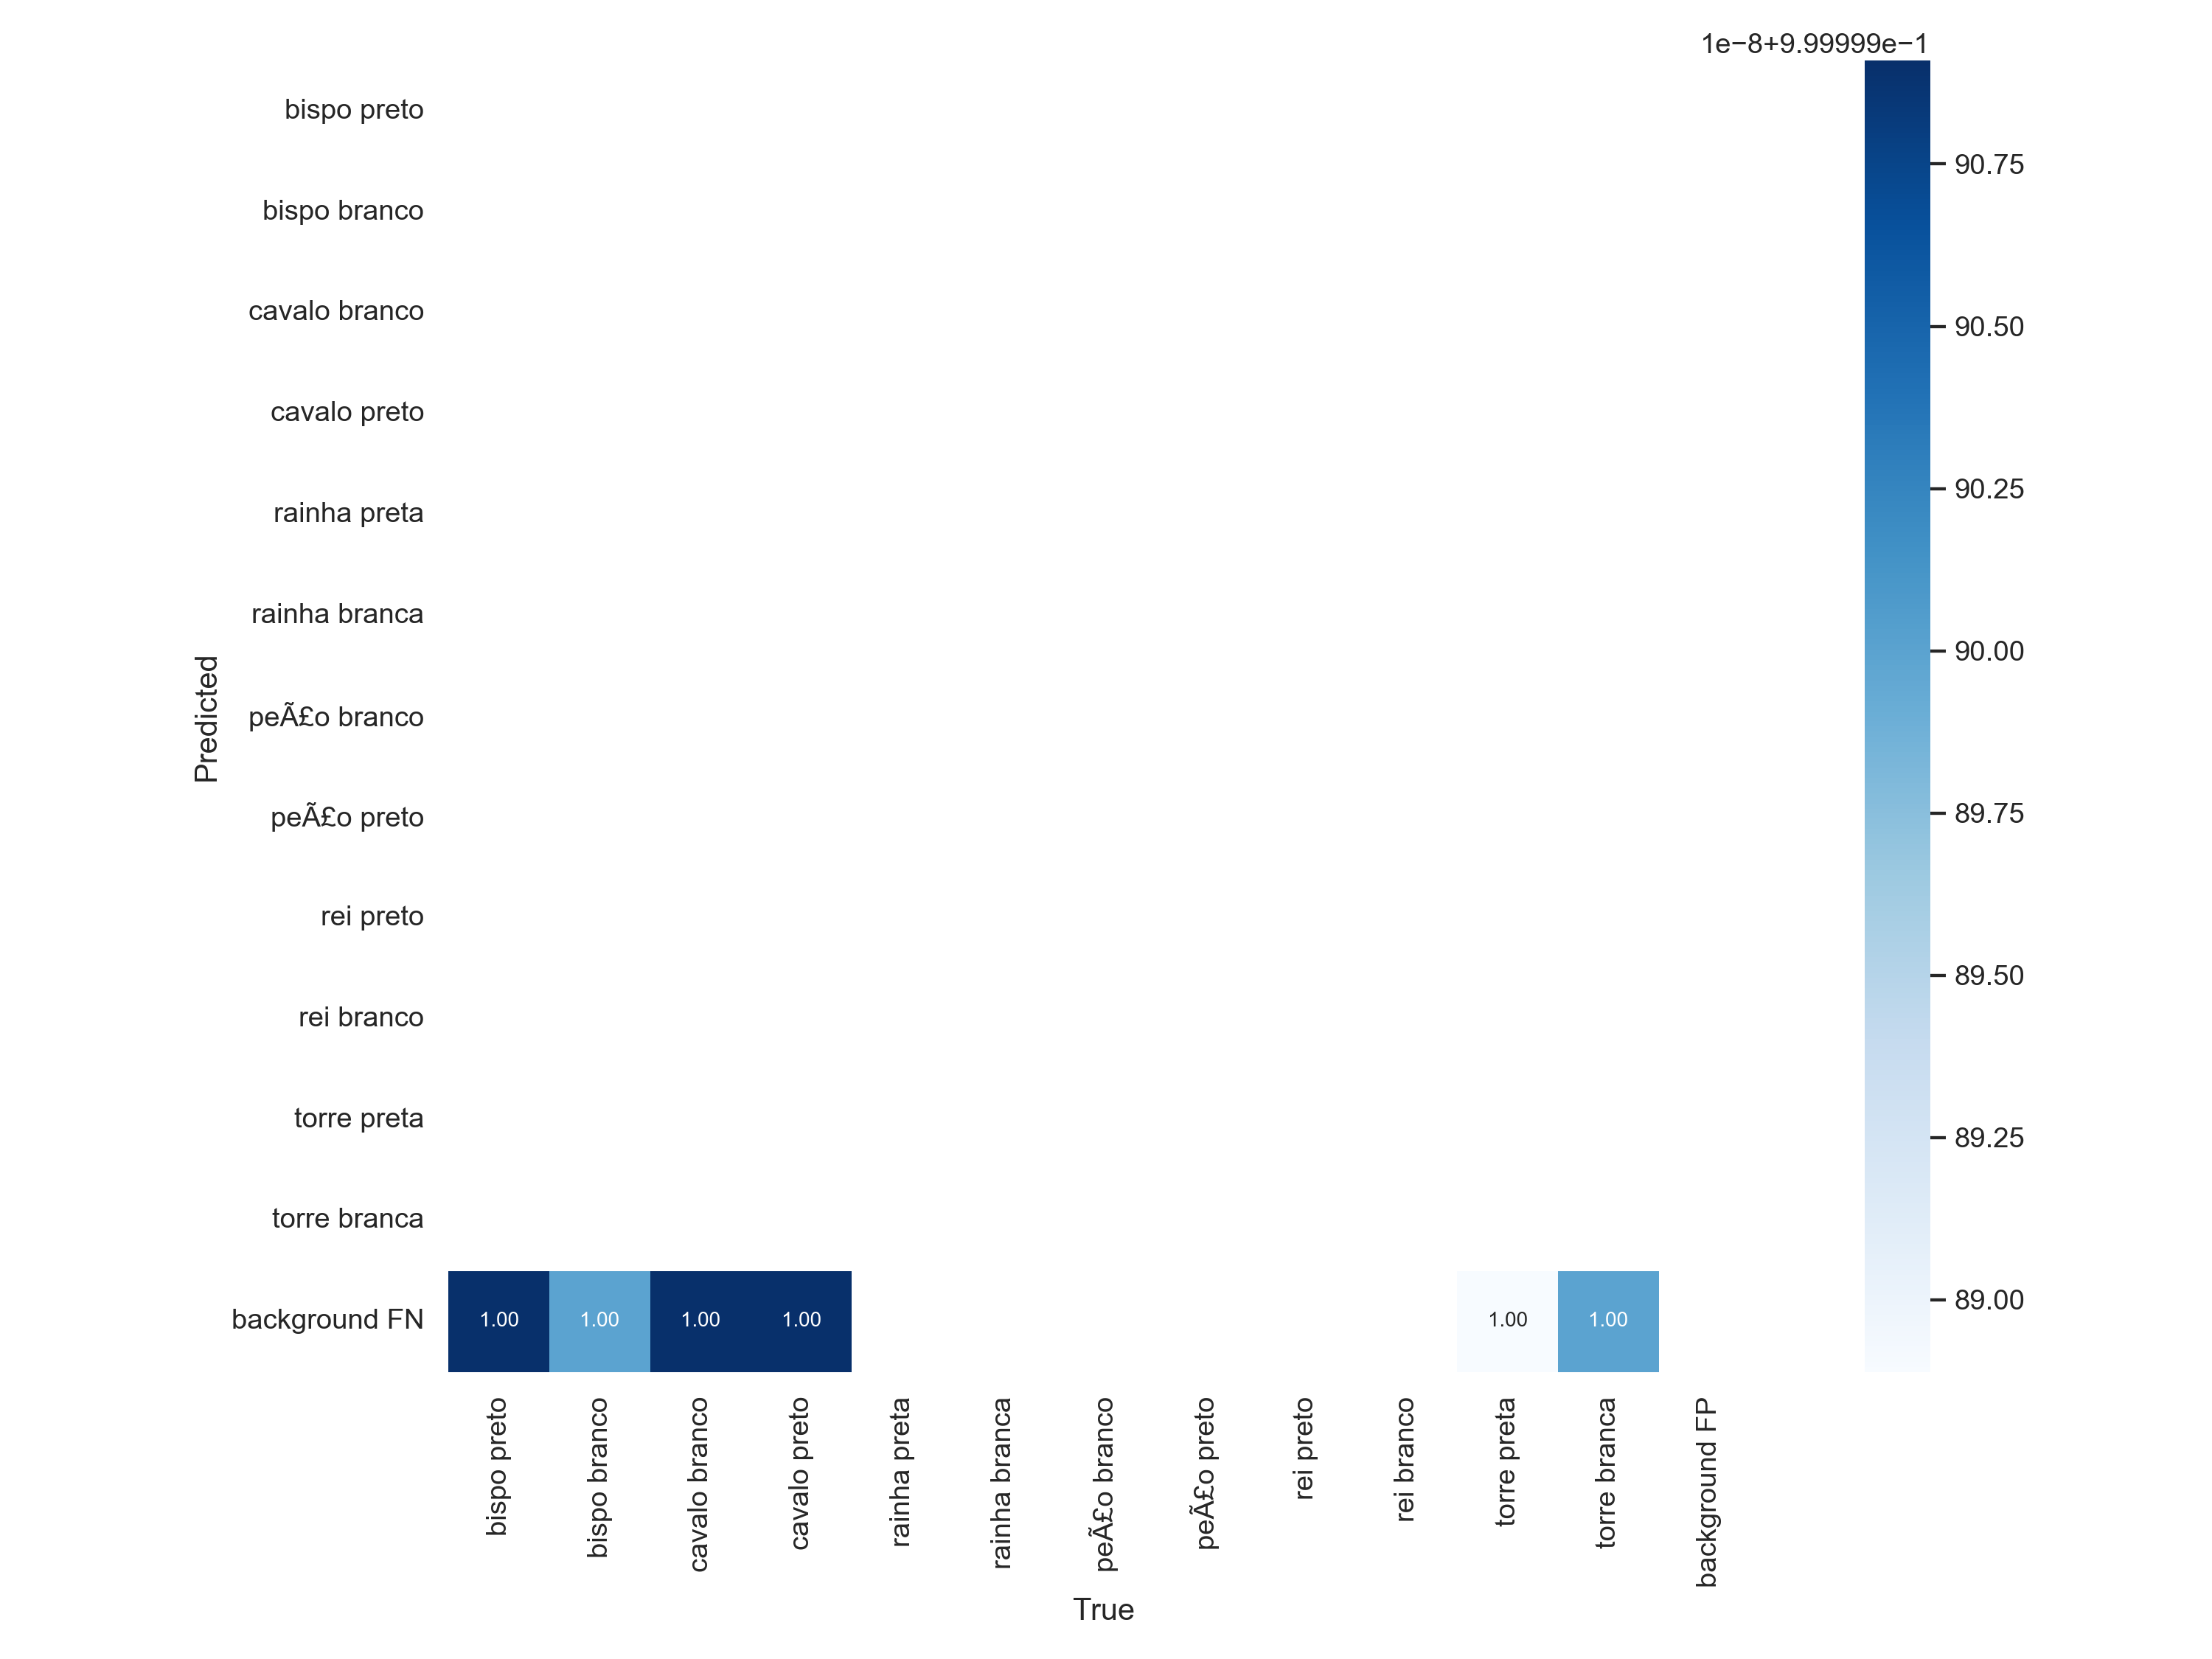 1e−8+9.99999e−1
bispo preto
bispo branco
cavalo branco
cavalo preto
rainha preta
rainha branca
peÃ£o branco
peÃ£o preto
rei preto
rei branco
torre preta
torre branca
background FN
Predicted
1.00 1.00 1.00 1.00 1.00 1.00
90.75
90.50
90.25
90.00
89.75
89.50
89.25
89.00
bispo preto
bispo branco
cavalo branco
cavalo preto
rainha preta
rainha branca
peÃ£o branco
peÃ£o preto
rei preto
rei branco
torre preta
torre branca
background FP
True